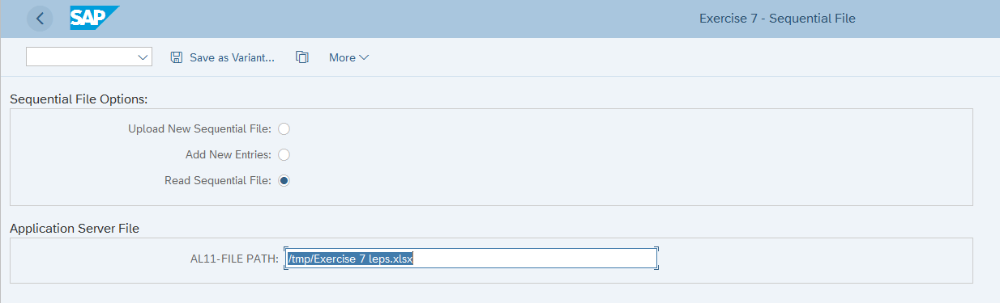 SAP
Exercise 7 - Sequential File
Save as Variant...
More
Sequential File Options:
Upload New Sequential File:
Add New Entries:
Read Sequential File:
Application Server File
AL11-FILE PATH: /tmp/Exercise 7 leps.xlsx